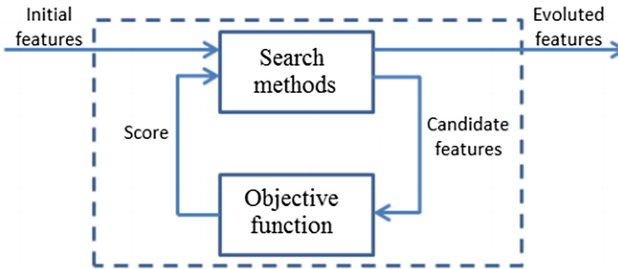 Initial
features
Evoluted
features
Search
methods
Score
Candidate
features
Objective
function